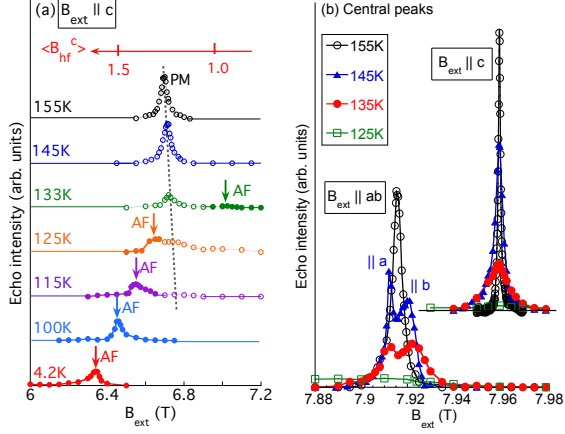 (a) B_ext || c
<B_hf^c>
1.5 1.0
PM
155K
145K
133K
AF
125K
AF
115K
AF
100K
AF
4.2K
AF
6 6.4 6.8 7.2
B_ext (T)
Echo intensity (arb. units)
(b) Central peaks
155K
145K
135K
125K
B_ext || c
B_ext || ab
|| a
|| b
7.88 7.9 7.92 7.94 7.96 7.98
B_ext (T)
Echo intensity (arb. units)